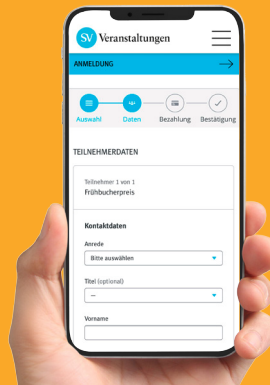 SV Veranstaltungen
ANMELDUNG
Auswahl Daten Bezahlung Bestätigung
TEILNEHMERDATEN
Teilnehmer 1 von 1
Frühbucherpreis
Kontaktdaten
Anrede
Bitte auswählen
Titel (optional)
—
Vorname